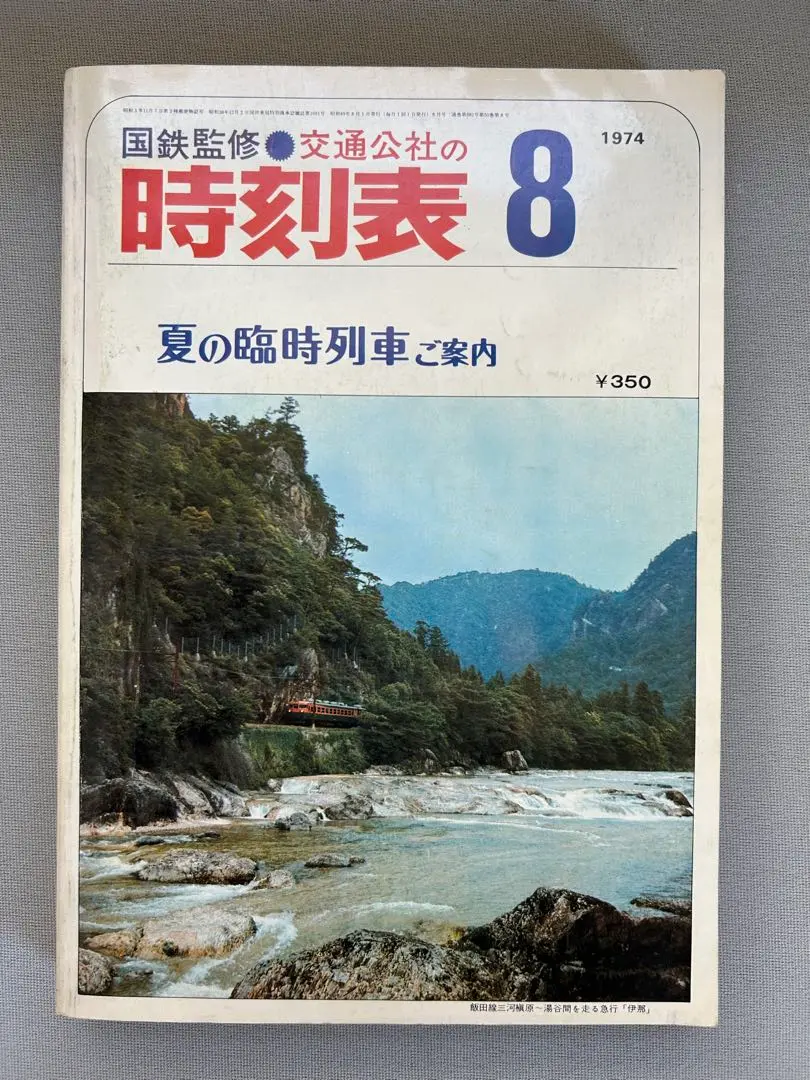 国鉄監修●交通公社の
時刻表 8 1974
夏の臨時列車ご案内
¥350
飯田線三河槇原〜湯谷間を走る急行「伊那」